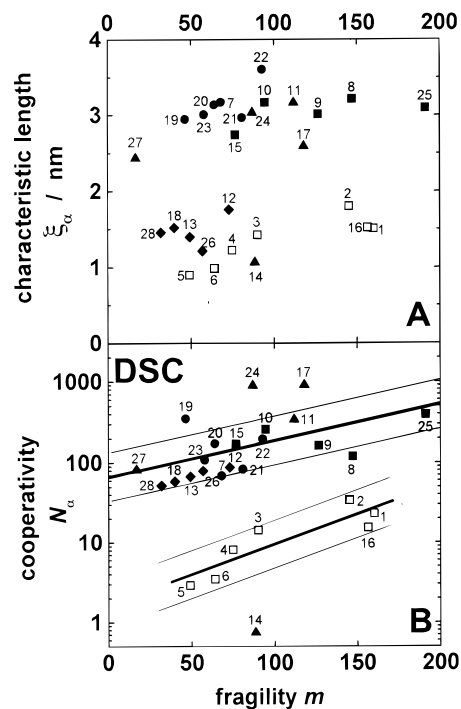 0 50 100 150 200
4
22
20 7 10 11 8 25
3
19 23 21 24 9
15 17
27
2
12 2
18 13 3
28 26 4 16 1
1
5 6 14
0
characteristic length
ξα / nm
A
DSC
1000
24 17
19
20 15 10 11
100
27 23 22 9 25
18 7 12 21 8
28 13 26
10
3 2 1
4 16
5 6
1
14
cooperativity
Nα
B
0 50 100 150 200
fragility m